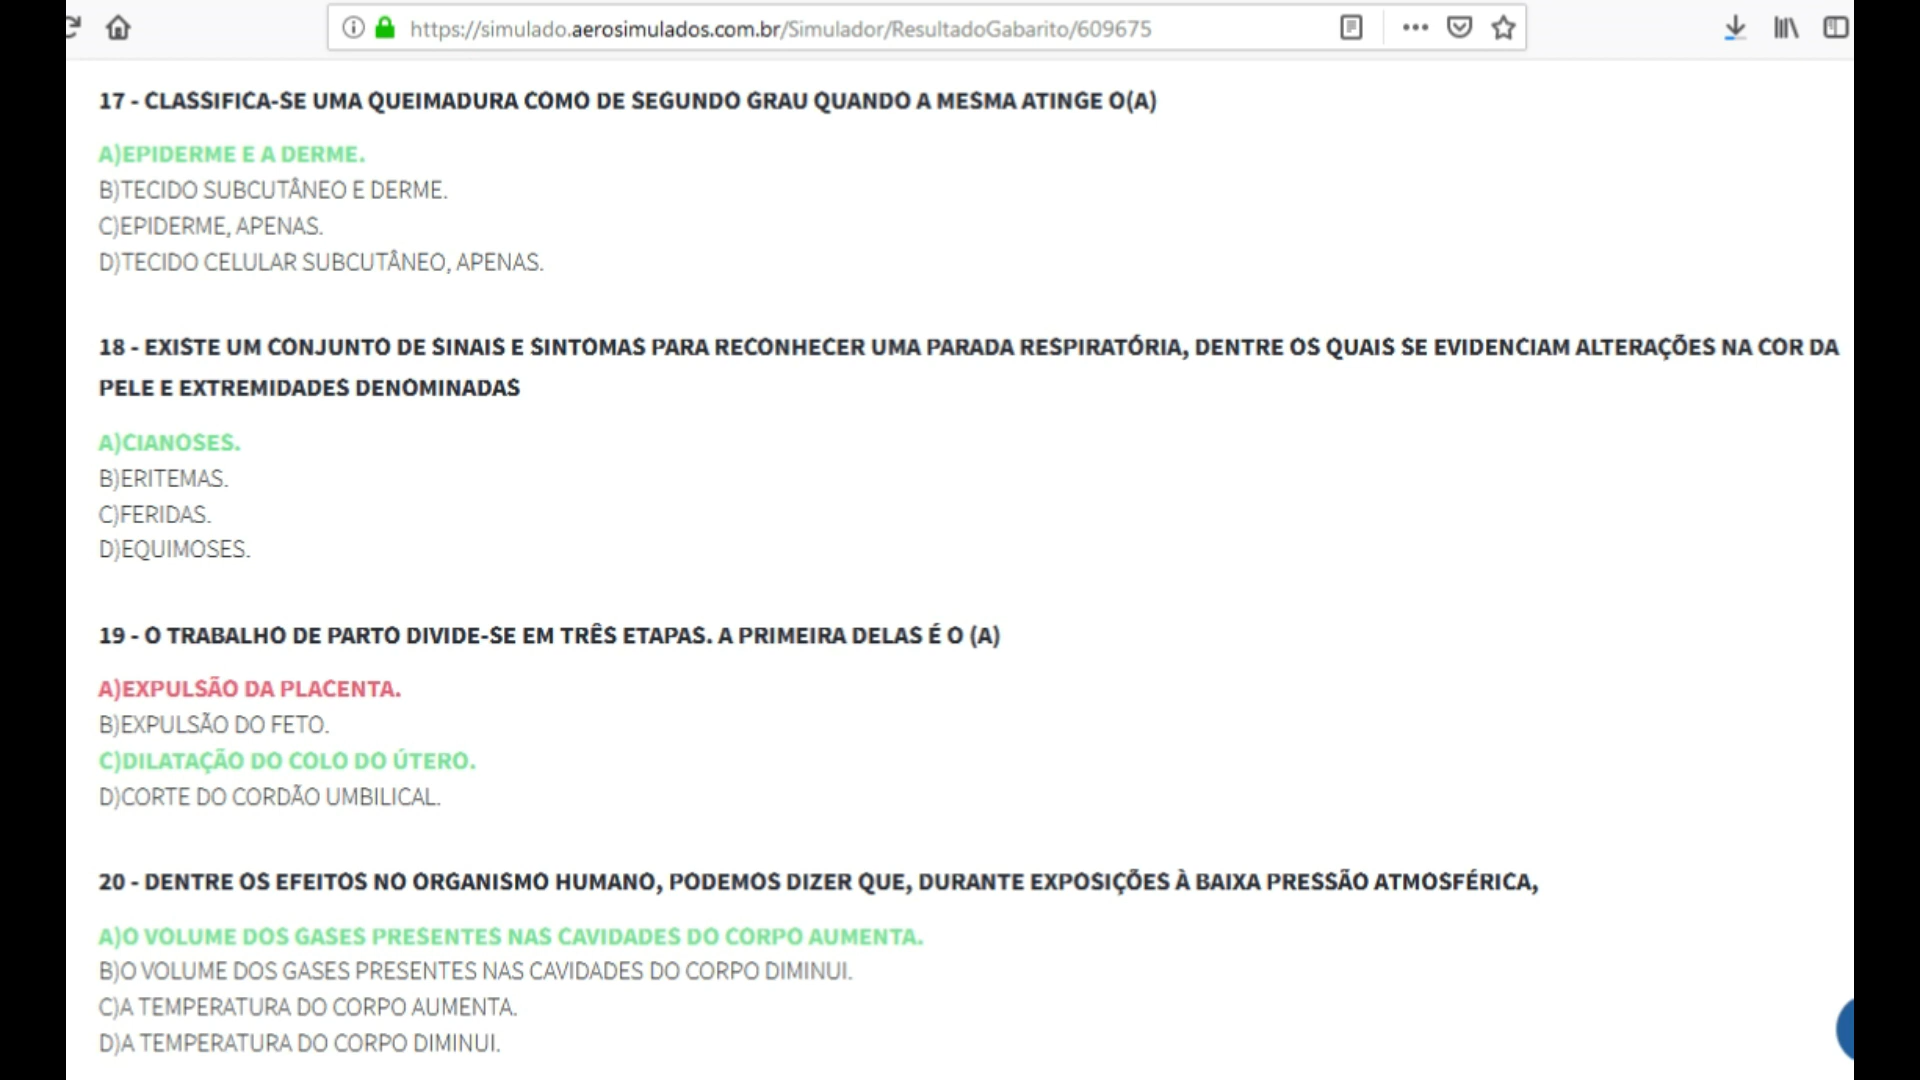 https://simulado.aerosimulados.com.br/Simulador/ResultadoGabarito/609675
17 - CLASSIFICA-SE UMA QUEIMADURA COMO DE SEGUNDO GRAU QUANDO A MESMA ATINGE O(A)
A)EPIDERME E A DERME.
B)TECIDO SUBCUTÂNEO E DERME.
C)EPIDERME, APENAS.
D)TECIDO CELULAR SUBCUTÂNEO, APENAS.
18 - EXISTE UM CONJUNTO DE SINAIS E SINTOMAS PARA RECONHECER UMA PARADA RESPIRATÓRIA, DENTRE OS QUAIS SE EVIDENCIAM ALTERAÇÕES NA COR DA
PELE E EXTREMIDADES DENOMINADAS
A)CIANOSES.
B)ERITEMAS.
C)FERIDAS.
D)EQUIMOSES.
19 - O TRABALHO DE PARTO DIVIDE-SE EM TRÊS ETAPAS. A PRIMEIRA DELAS É O (A)
A)EXPULSÃO DA PLACENTA.
B)EXPULSÃO DO FETO.
C)DILATAÇÃO DO COLO DO ÚTERO.
D)CORTE DO CORDÃO UMBILICAL.
20 - DENTRE OS EFEITOS NO ORGANISMO HUMANO, PODEMOS DIZER QUE, DURANTE EXPOSIÇÕES À BAIXA PRESSÃO ATMOSFÉRICA,
A)O VOLUME DOS GASES PRESENTES NAS CAVIDADES DO CORPO AUMENTA.
B)O VOLUME DOS GASES PRESENTES NAS CAVIDADES DO CORPO DIMINUI.
C)A TEMPERATURA DO CORPO AUMENTA.
D)A TEMPERATURA DO CORPO DIMINUI.